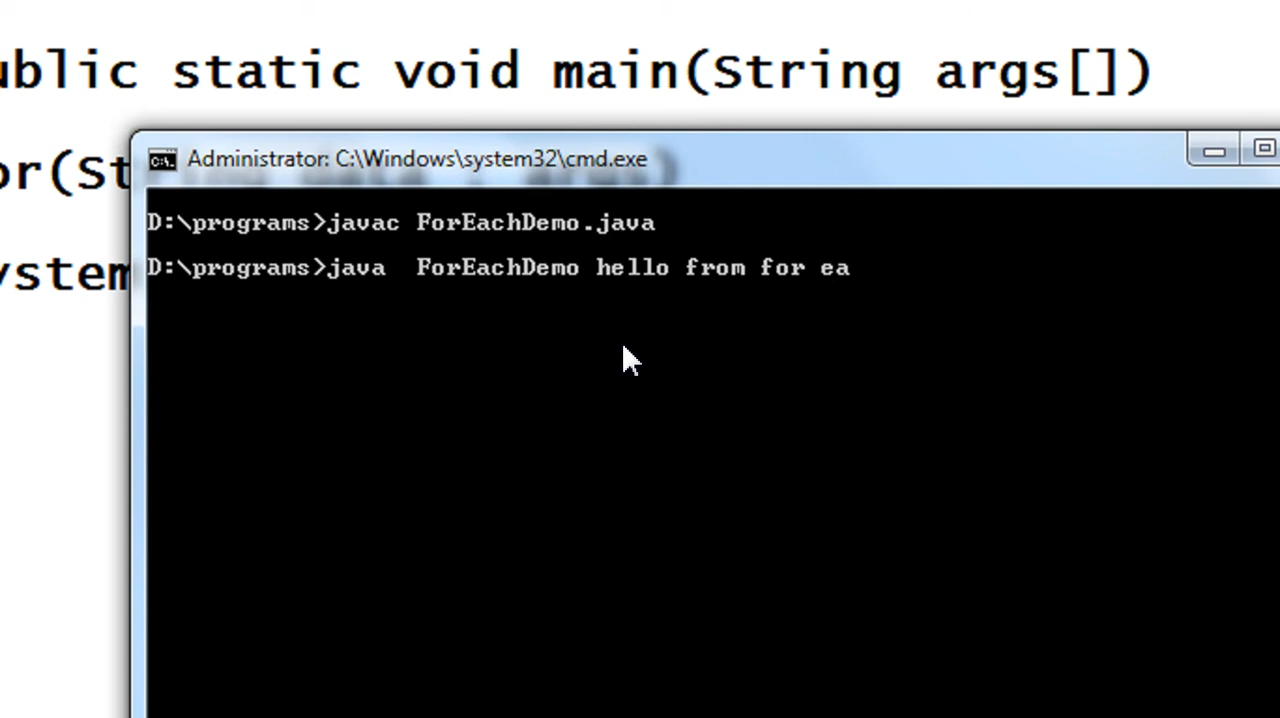 ublic static void main(String args[])
Administrator: C:\Windows\system32\cmd.exe
or(St
D:\programs>javac ForEachDemo.java
ystem
D:\programs>java  ForEachDemo hello from for ea